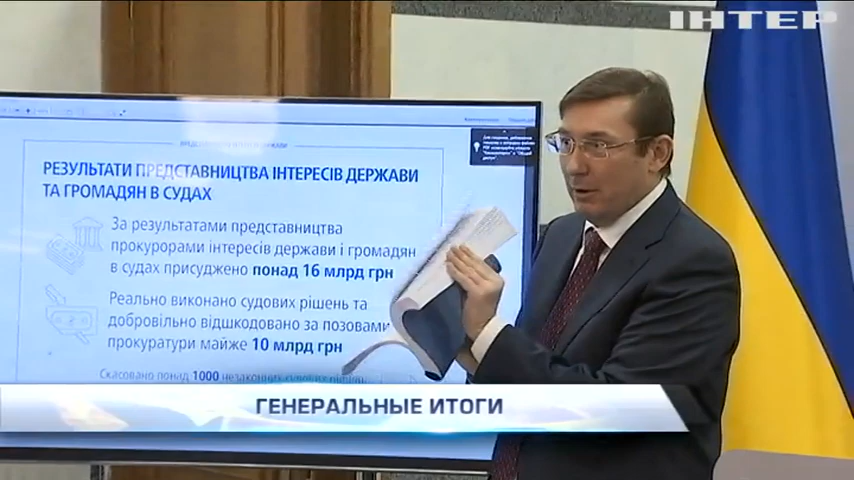 ІНТЕР
РЕЗУЛЬТАТИ ПРЕДСТАВНИЦТВА ІНТЕРЕСІВ ДЕРЖАВИ
ТА ГРОМАДЯН В СУДАХ
За результатами представництва
прокурорами інтересів держави і громадян
в судах присуджено понад 16 млрд грн
Реально виконано судових рішень та
добровільно відшкодовано за позовами
прокуратури майже 10 млрд грн
Скасовано понад 1000 незаконних
ГЕНЕРАЛЬНЫЕ ИТОГИ